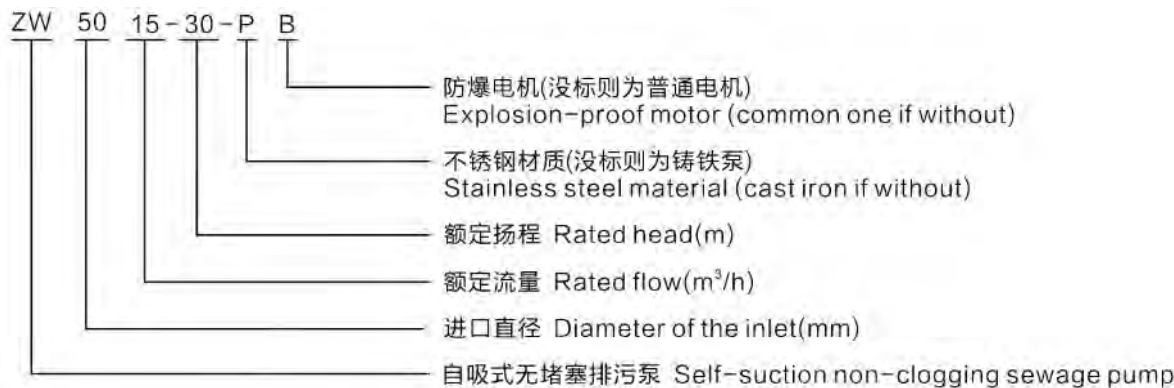 ZW 50 15-30-P B
防爆电机(没标则为普通电机)
Explosion-proof motor (common one if without)
不锈钢材质(没标则为铸铁泵)
Stainless steel material (cast iron if without)
额定扬程 Rated head(m)
额定流量 Rated flow(m³/h)
进口直径 Diameter of the inlet(mm)
自吸式无堵塞排污泵 Self-suction non-clogging sewage pump